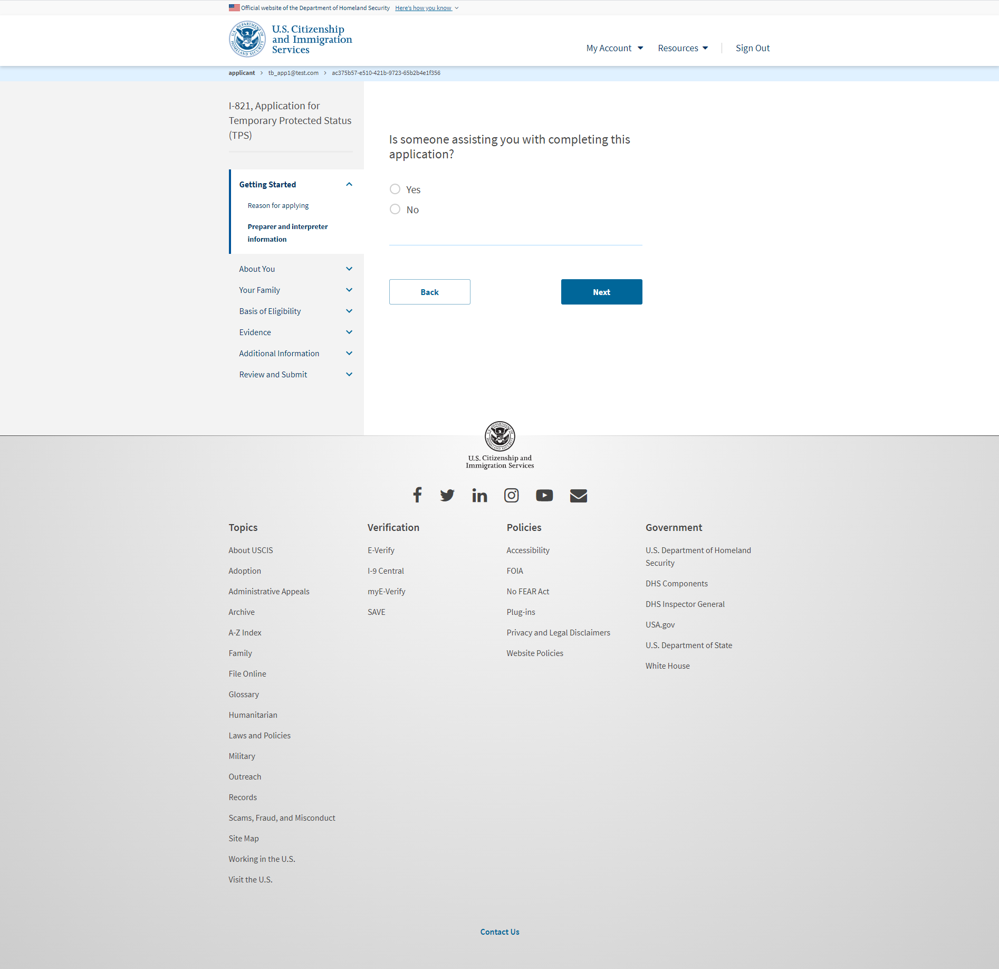 Official website of the Department of Homeland Security Here's how you know
U.S. Citizenship
and Immigration
Services
My Account Resources Sign Out
applicant > tb_app1@test.com > ac375b57-e510-421b-9723-65b2b4e1f356
I-821, Application for
Temporary Protected Status
(TPS)
Getting Started
Reason for applying
Preparer and interpreter
information
About You
Your Family
Basis of Eligibility
Evidence
Additional Information
Review and Submit
Is someone assisting you with completing this
application?
Yes
No
Back Next
U.S. Citizenship and
Immigration Services
Topics
About USCIS
Adoption
Administrative Appeals
Archive
A-Z Index
Family
File Online
Glossary
Humanitarian
Laws and Policies
Military
Outreach
Records
Scams, Fraud, and Misconduct
Site Map
Working in the U.S.
Visit the U.S.
Verification
E-Verify
I-9 Central
myE-Verify
SAVE
Policies
Accessibility
FOIA
No FEAR Act
Plug-ins
Privacy and Legal Disclaimers
Website Policies
Government
U.S. Department of Homeland
Security
DHS Components
DHS Inspector General
USA.gov
U.S. Department of State
White House
Contact Us